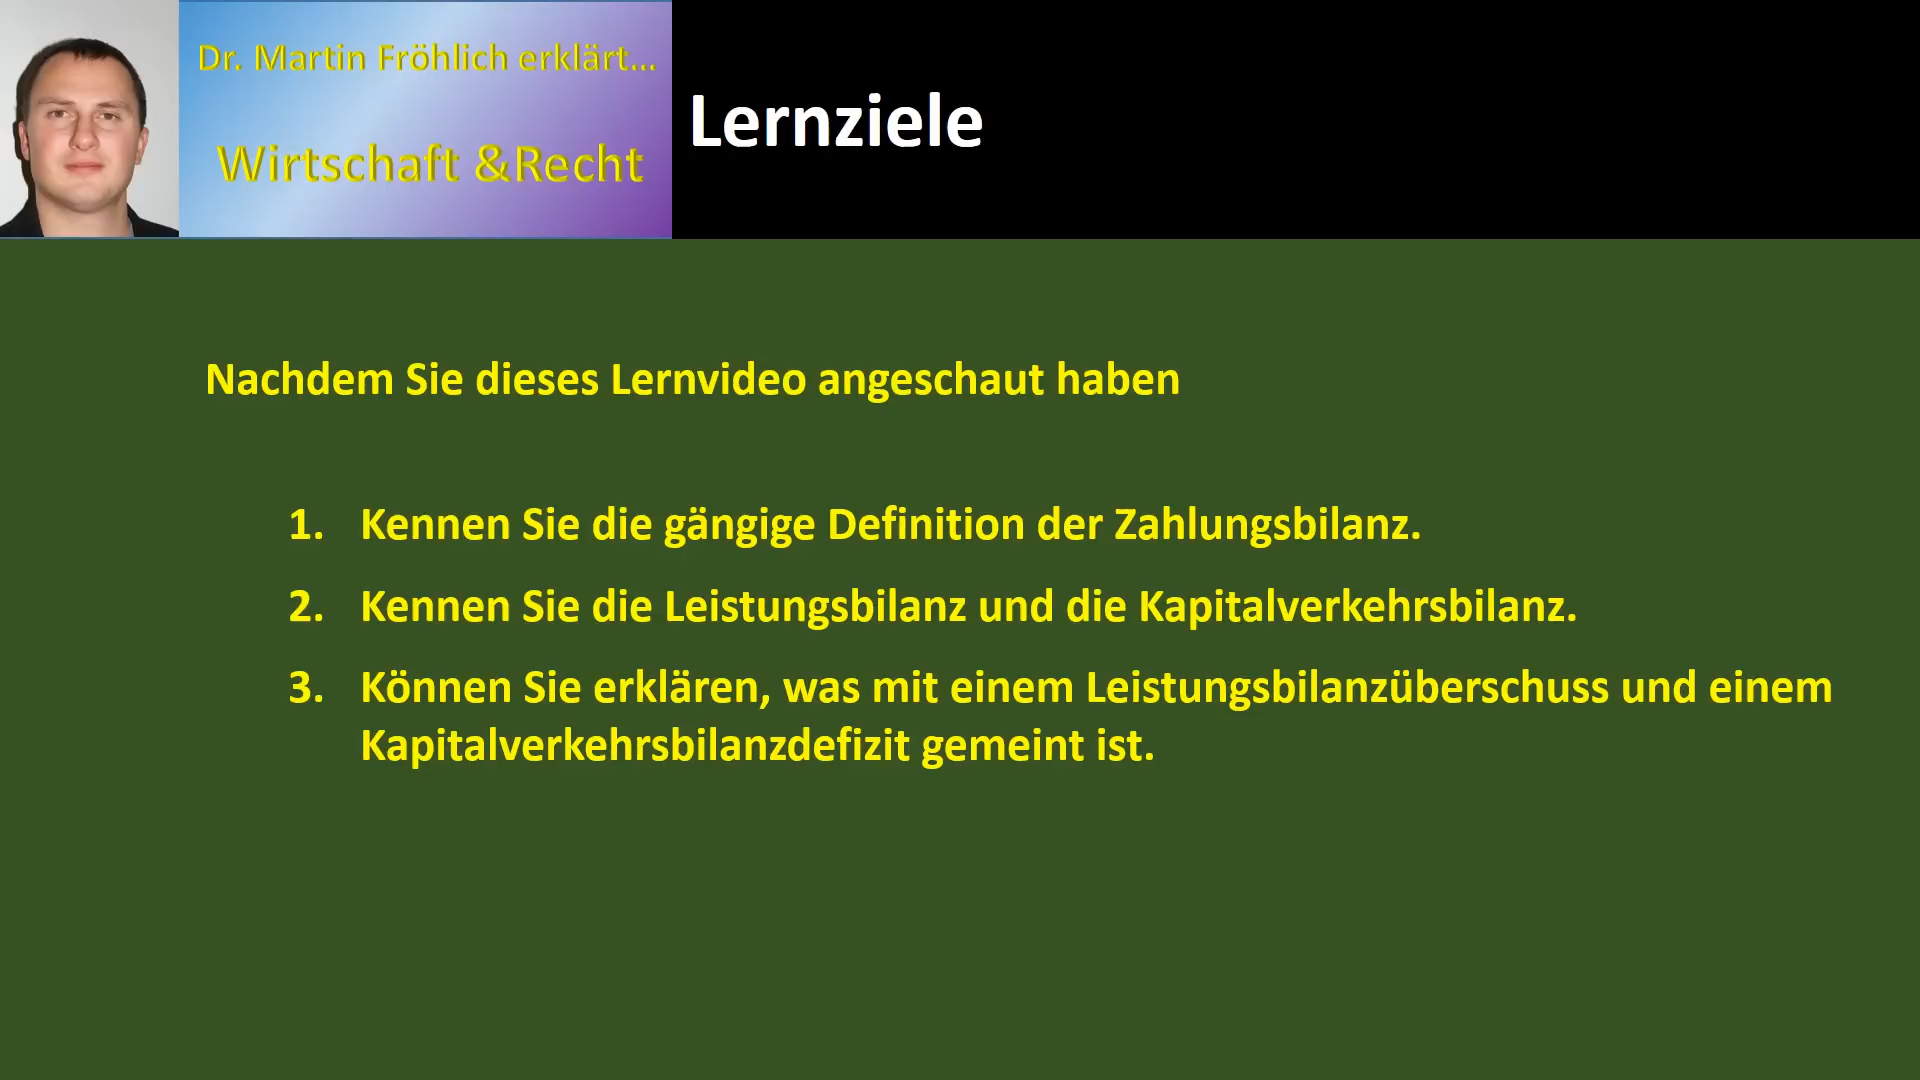 Dr. Martin Fröhlich erklärt...
Wirtschaft &Recht
Lernziele
Nachdem Sie dieses Lernvideo angeschaut haben
1. Kennen Sie die gängige Definition der Zahlungsbilanz.
2. Kennen Sie die Leistungsbilanz und die Kapitalverkehrsbilanz.
3. Können Sie erklären, was mit einem Leistungsbilanzüberschuss und einem
Kapitalverkehrsbilanzdefizit gemeint ist.